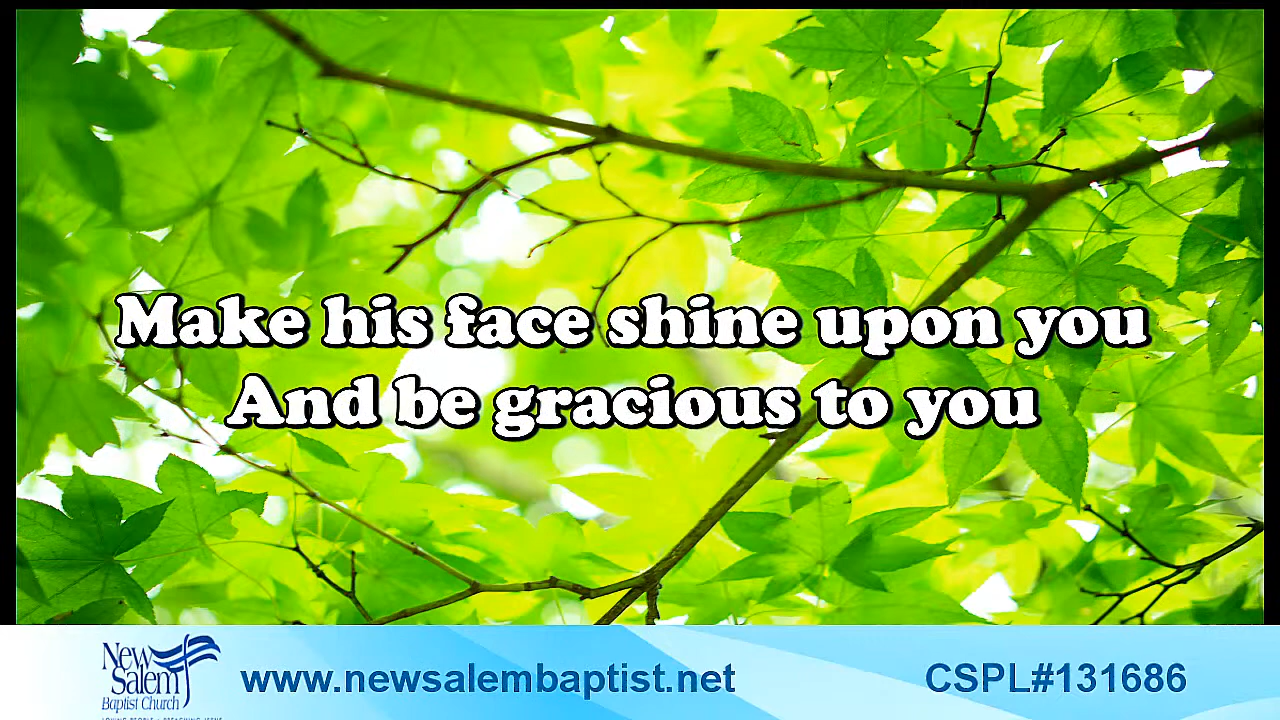 Make his face shine upon you
And be gracious to you
New
Salem
Baptist Church
www.newsalembaptist.net
CSPL#131686